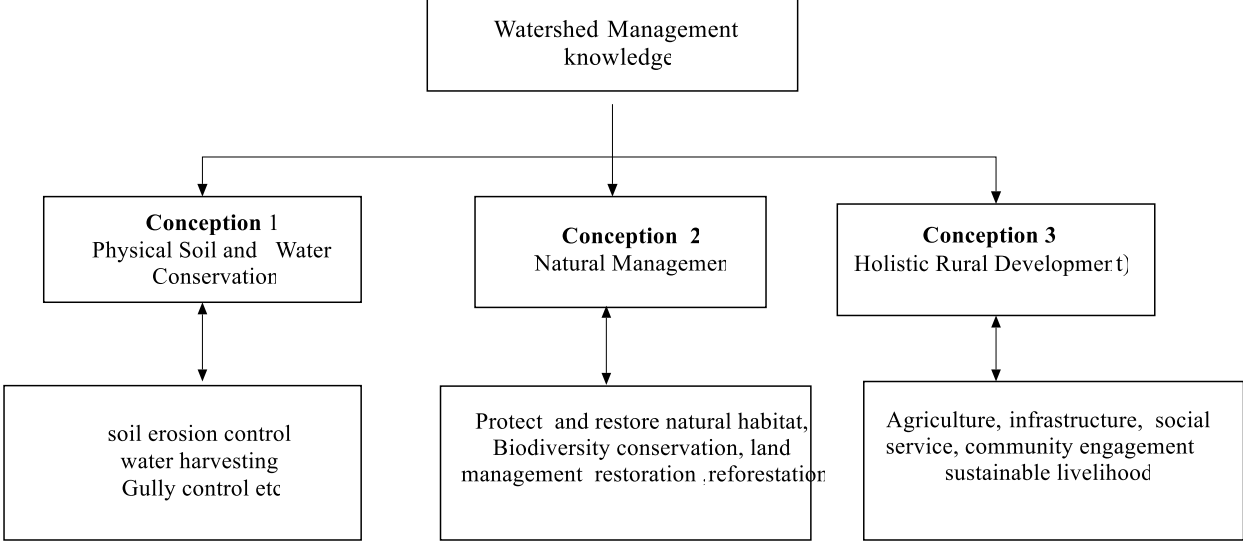 Watershed Management
knowledge
Conception 1
Physical Soil and Water
Conservation
Conception 2
Natural Managemen
Conception 3
Holistic Rural Development)
soil erosion control
water harvesting
Gully control etc
Protect and restore natural habitat,
Biodiversity conservation, land
management restoration ,reforestation
Agriculture, infrastructure, social
service, community engagement
sustainable livelihood